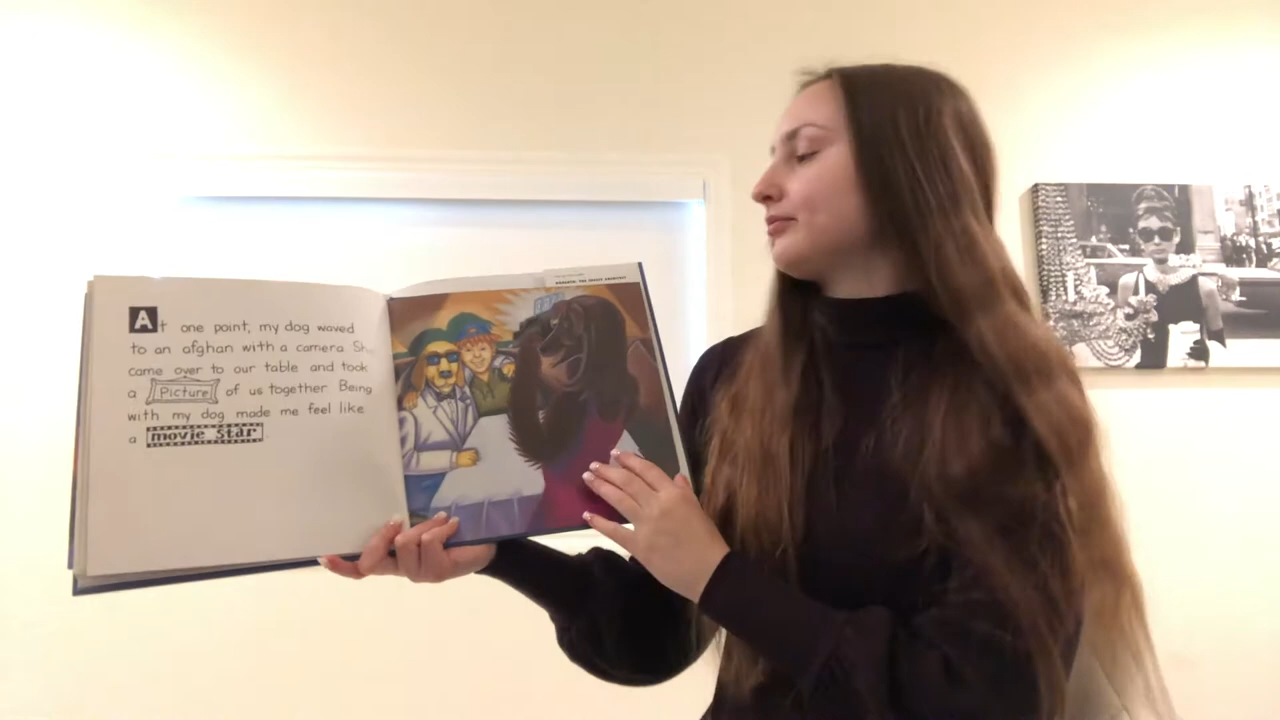 At one point, my dog waved
to an afghan with a camera. Sh
came over to our table and took
a Picture of us together. Being
with my dog made me feel like
a movie star.